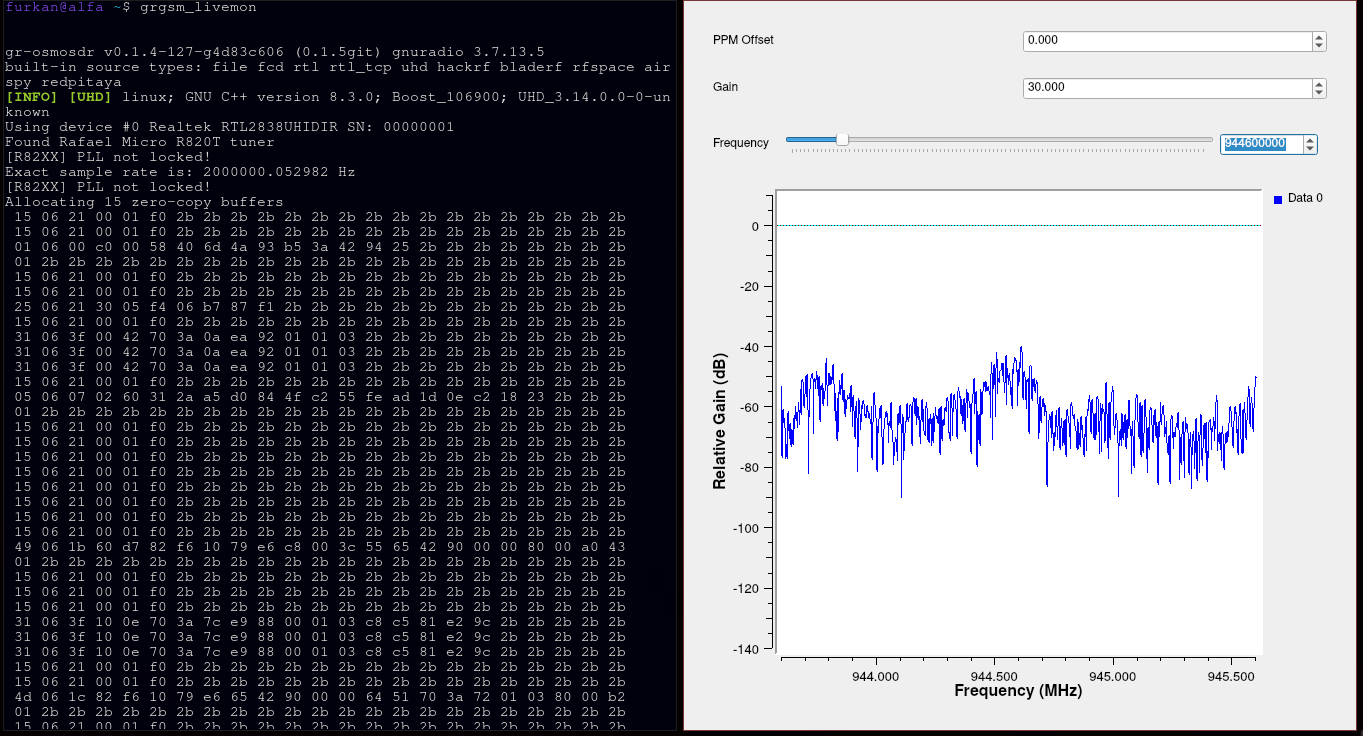 furkan@alfa ~$ grgsm_livemon
gr-osmosdr v0.1.4-127-g4d83c606 (0.1.5git) gnuradio 3.7.13.5
built-in source types: file fcd rtl rtl_tcp uhd hackrf bladerf rfspace air
spy redpitaya
[INFO] [UHD] linux; GNU C++ version 8.3.0; Boost_106900; UHD_3.14.0.0-0-un
known
Using device #0 Realtek RTL2838UHIDIR SN: 00000001
Found Rafael Micro R820T tuner
[R82XX] PLL not locked!
Exact sample rate is: 2000000.052982 Hz
[R82XX] PLL not locked!
Allocating 15 zero-copy buffers
15 06 21 00 01 f0 2b 2b 2b 2b 2b 2b 2b 2b 2b 2b 2b 2b 2b 2b 2b 2b 2b
15 06 21 00 01 f0 2b 2b 2b 2b 2b 2b 2b 2b 2b 2b 2b 2b 2b 2b 2b 2b 2b
01 06 00 c0 00 58 40 6d 4a 93 b5 3a 42 94 25 2b 2b 2b 2b 2b 2b 2b 2b
01 2b 2b 2b 2b 2b 2b 2b 2b 2b 2b 2b 2b 2b 2b 2b 2b 2b 2b 2b 2b 2b 2b
15 06 21 00 01 f0 2b 2b 2b 2b 2b 2b 2b 2b 2b 2b 2b 2b 2b 2b 2b 2b 2b
15 06 21 00 01 f0 2b 2b 2b 2b 2b 2b 2b 2b 2b 2b 2b 2b 2b 2b 2b 2b 2b
25 06 21 30 05 f4 06 b7 87 f1 2b 2b 2b 2b 2b 2b 2b 2b 2b 2b 2b 2b 2b
15 06 21 00 01 f0 2b 2b 2b 2b 2b 2b 2b 2b 2b 2b 2b 2b 2b 2b 2b 2b 2b
31 06 3f 00 42 70 3a 0a ea 92 01 01 03 2b 2b 2b 2b 2b 2b 2b 2b 2b 2b
31 06 3f 00 42 70 3a 0a ea 92 01 01 03 2b 2b 2b 2b 2b 2b 2b 2b 2b 2b
31 06 3f 00 42 70 3a 0a ea 92 01 01 03 2b 2b 2b 2b 2b 2b 2b 2b 2b 2b
15 06 21 00 01 f0 2b 2b 2b 2b 2b 2b 2b 2b 2b 2b 2b 2b 2b 2b 2b 2b 2b
05 06 07 02 60 31 2a a5 d0 84 4f c2 55 fe ad 1d 0e c2 18 23 2b 2b 2b
01 2b 2b 2b 2b 2b 2b 2b 2b 2b 2b 2b 2b 2b 2b 2b 2b 2b 2b 2b 2b 2b 2b
15 06 21 00 01 f0 2b 2b 2b 2b 2b 2b 2b 2b 2b 2b 2b 2b 2b 2b 2b 2b 2b
15 06 21 00 01 f0 2b 2b 2b 2b 2b 2b 2b 2b 2b 2b 2b 2b 2b 2b 2b 2b 2b
15 06 21 00 01 f0 2b 2b 2b 2b 2b 2b 2b 2b 2b 2b 2b 2b 2b 2b 2b 2b 2b
15 06 21 00 01 f0 2b 2b 2b 2b 2b 2b 2b 2b 2b 2b 2b 2b 2b 2b 2b 2b 2b
15 06 21 00 01 f0 2b 2b 2b 2b 2b 2b 2b 2b 2b 2b 2b 2b 2b 2b 2b 2b 2b
15 06 21 00 01 f0 2b 2b 2b 2b 2b 2b 2b 2b 2b 2b 2b 2b 2b 2b 2b 2b 2b
15 06 21 00 01 f0 2b 2b 2b 2b 2b 2b 2b 2b 2b 2b 2b 2b 2b 2b 2b 2b 2b
15 06 21 00 01 f0 2b 2b 2b 2b 2b 2b 2b 2b 2b 2b 2b 2b 2b 2b 2b 2b 2b
49 06 1b 60 d7 82 f6 10 79 e6 c8 00 3c 55 65 42 90 00 00 80 00 a0 43
01 2b 2b 2b 2b 2b 2b 2b 2b 2b 2b 2b 2b 2b 2b 2b 2b 2b 2b 2b 2b 2b 2b
15 06 21 00 01 f0 2b 2b 2b 2b 2b 2b 2b 2b 2b 2b 2b 2b 2b 2b 2b 2b 2b
15 06 21 00 01 f0 2b 2b 2b 2b 2b 2b 2b 2b 2b 2b 2b 2b 2b 2b 2b 2b 2b
15 06 21 00 01 f0 2b 2b 2b 2b 2b 2b 2b 2b 2b 2b 2b 2b 2b 2b 2b 2b 2b
31 06 3f 10 0e 70 3a 7c e9 88 00 01 03 c8 c5 81 e2 9c 2b 2b 2b 2b 2b
31 06 3f 10 0e 70 3a 7c e9 88 00 01 03 c8 c5 81 e2 9c 2b 2b 2b 2b 2b
31 06 3f 10 0e 70 3a 7c e9 88 00 01 03 c8 c5 81 e2 9c 2b 2b 2b 2b 2b
15 06 21 00 01 f0 2b 2b 2b 2b 2b 2b 2b 2b 2b 2b 2b 2b 2b 2b 2b 2b 2b
15 06 21 00 01 f0 2b 2b 2b 2b 2b 2b 2b 2b 2b 2b 2b 2b 2b 2b 2b 2b 2b
4d 06 1c 82 f6 10 79 e6 65 42 90 00 00 64 51 70 3a 72 01 03 80 00 b2
01 2b 2b 2b 2b 2b 2b 2b 2b 2b 2b 2b 2b 2b 2b 2b 2b 2b 2b 2b 2b 2b 2b
15 06 21 00 01 f0 2b 2b 2b 2b 2b 2b 2b 2b 2b 2b 2b 2b 2b 2b 2b 2b 2b
PPM Offset 0.000
Gain 30.000
Frequency 944600000
Data 0
0
-20
-40
-60
-80
-100
-120
-140
Relative Gain (dB)
944.000 944.500 945.000 945.500
Frequency (MHz)